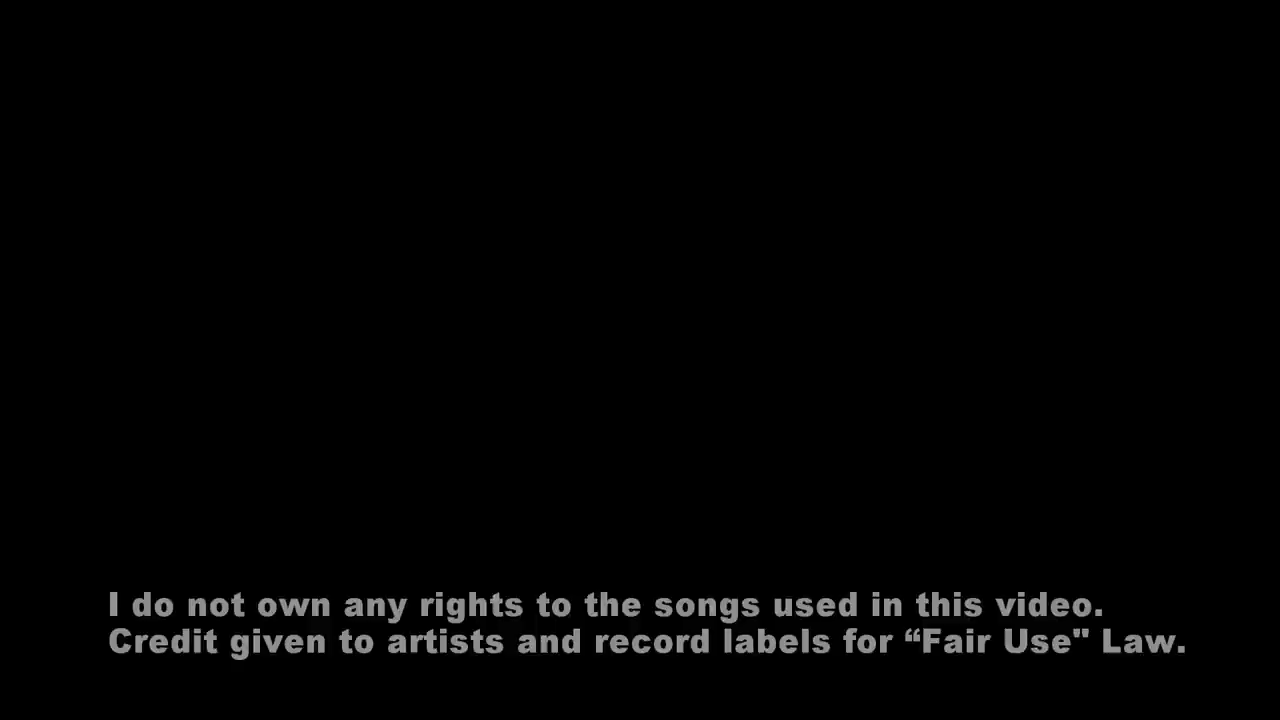 I do not own any rights to the songs used in this video.
Credit given to artists and record labels for “Fair Use" Law.